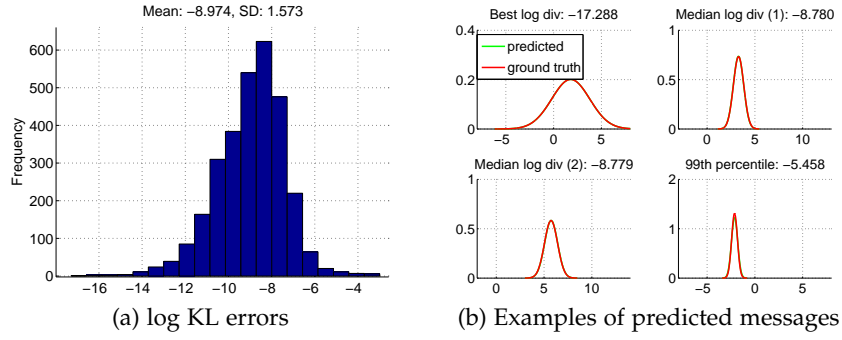 Mean: −8.974, SD: 1.573
Frequency
600
500
400
300
200
100
0
−16 −14 −12 −10 −8 −6 −4
(a) log KL errors
Best log div: −17.288
predicted
ground truth
0.4
0.2
0
−5 0 5
Median log div (1): −8.780
1
0.5
0
0 5 10
Median log div (2): −8.779
1
0.5
0
0 5 10
99th percentile: −5.458
2
1
0
−5 0 5
(b) Examples of predicted messages